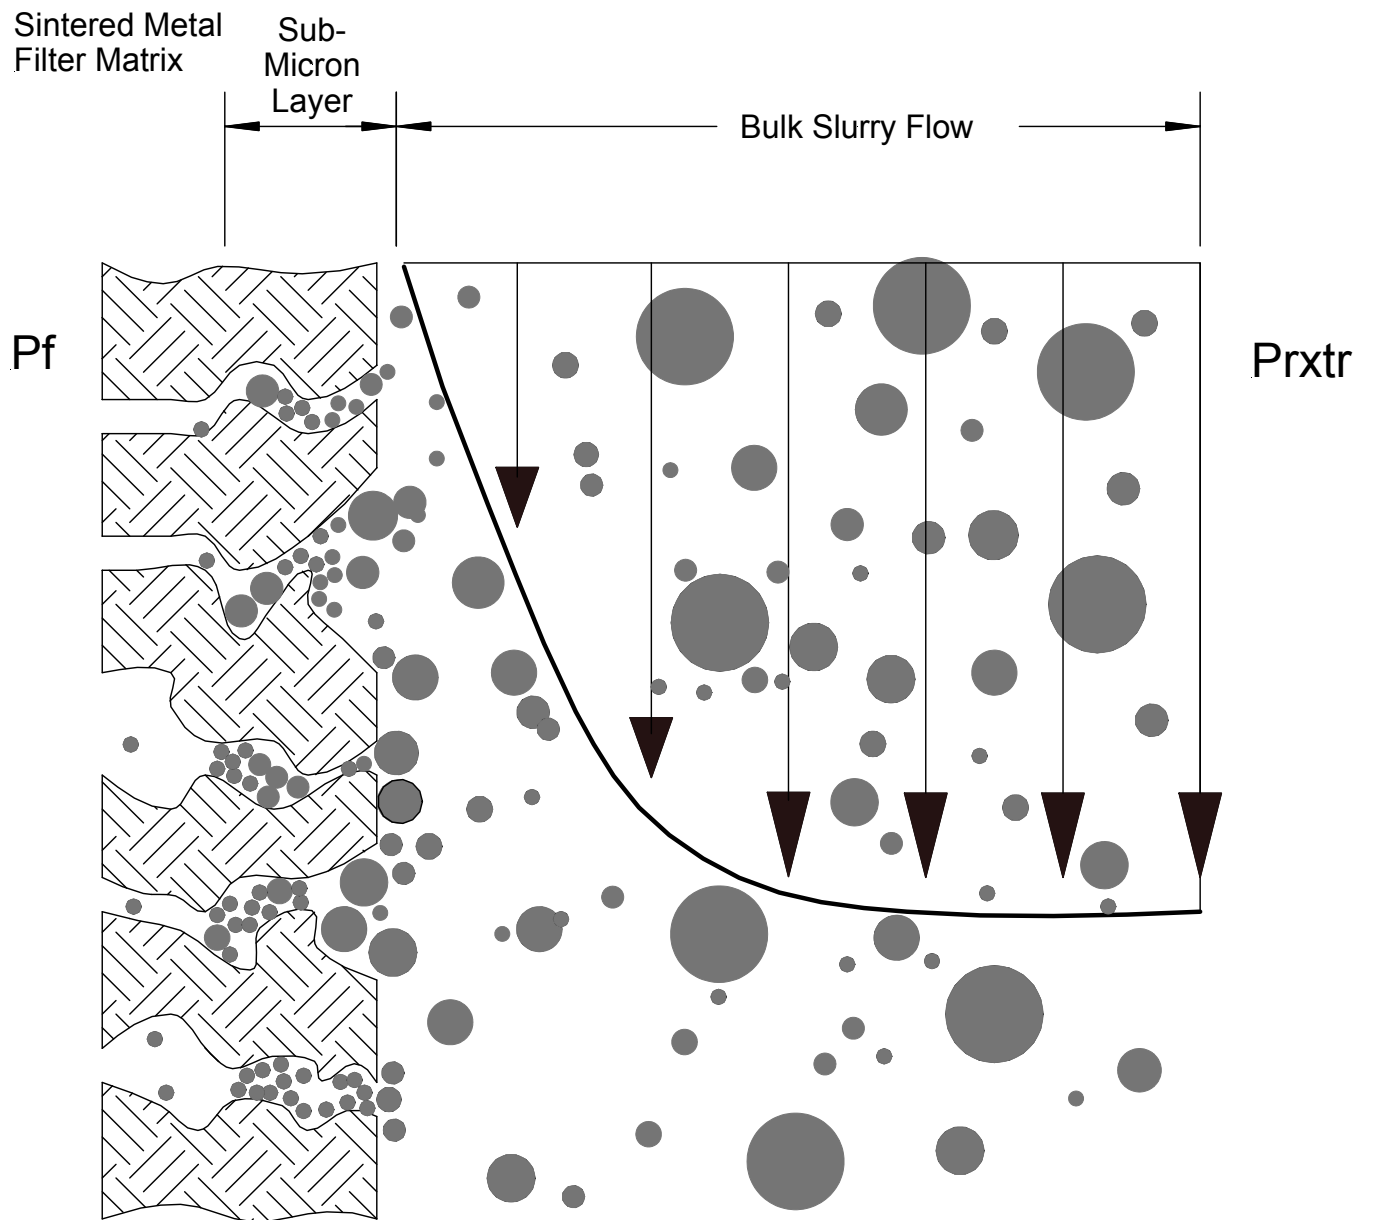 Sintered Metal
Filter Matrix
Sub-
Micron
Layer
Bulk Slurry Flow
Pf
Prxtr